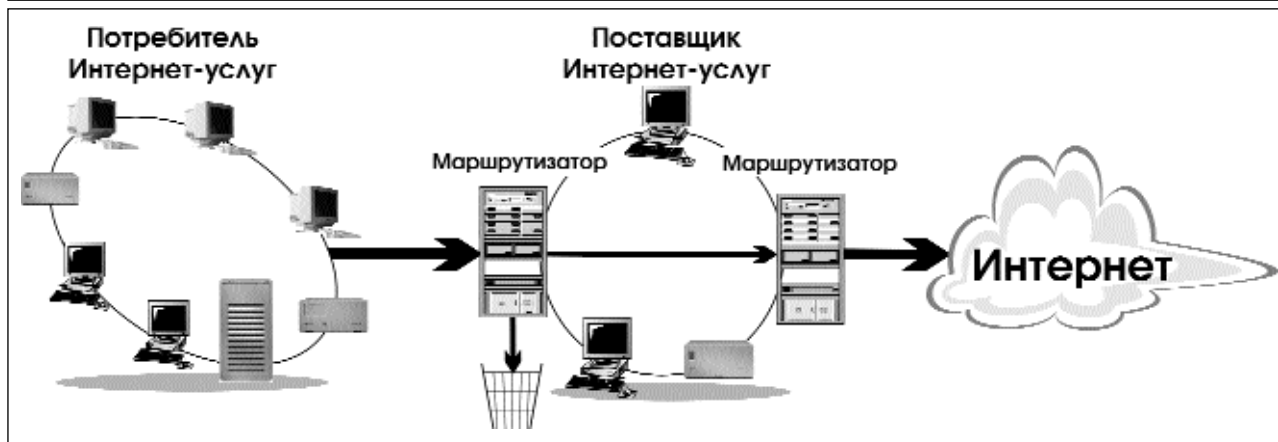 Потребитель
Интернет-услуг
Поставщик
Интернет-услуг
Маршрутизатор
Маршрутизатор
Интернет